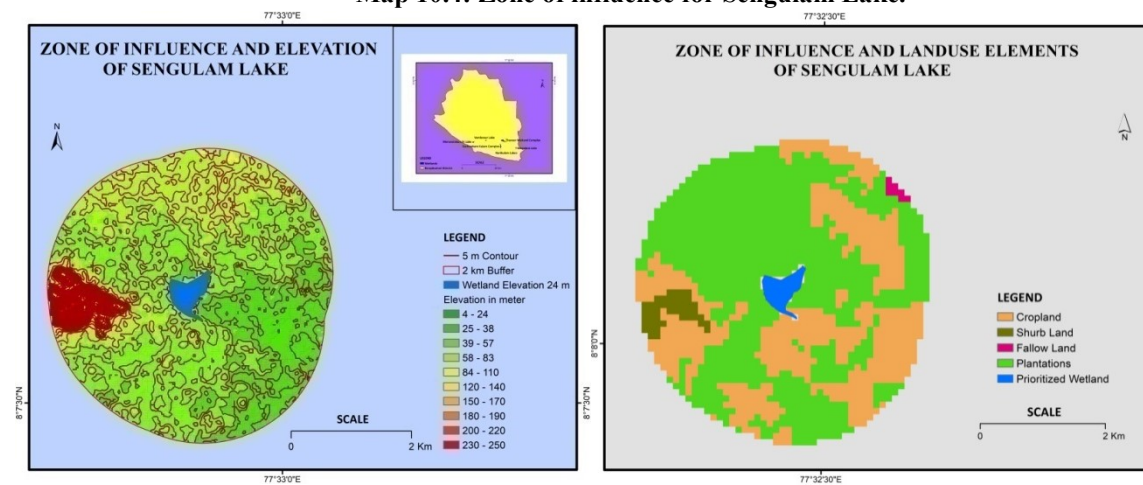 Map 10.4: Zone of Influence for Sengulam Lake.
77°33'0"E
ZONE OF INFLUENCE AND ELEVATION
OF SENGULAM LAKE
N
LEGEND
5 m Contour
2 km Buffer
Wetland Elevation 24 m
Elevation in meter
4 - 24
25 - 38
39 - 57
58 - 83
84 - 110
120 - 140
150 - 170
180 - 190
200 - 220
230 - 250
SCALE
0 2 Km
8°7'30"N
8°7'30"N
77°33'0"E
77°32'30"E
ZONE OF INFLUENCE AND LANDUSE ELEMENTS
OF SENGULAM LAKE
N
LEGEND
Cropland
Shurb Land
Fallow Land
Plantations
Prioritized Wetland
SCALE
0 2 Km
8°8'0"N
8°8'0"N
77°32'30"E